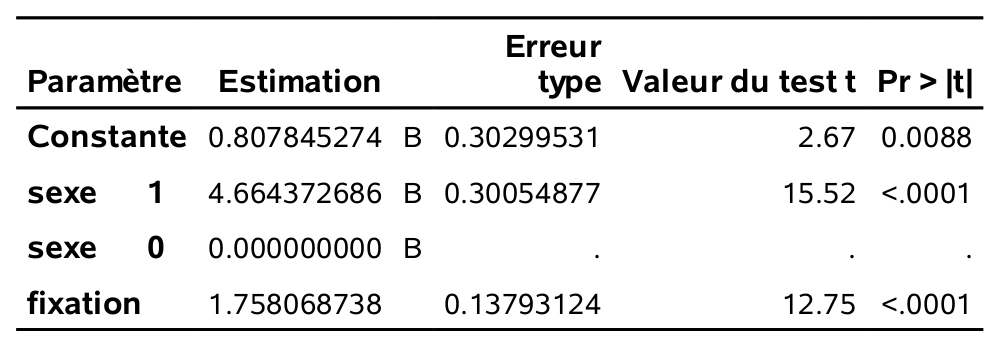 Erreur
Paramètre Estimation type Valeur du test t Pr > |t|
Constante 0.807845274 B 0.30299531 2.67 0.0088
sexe 1 4.664372686 B 0.30054877 15.52 <.0001
sexe 0 0.000000000 B . . .
fixation 1.758068738 0.13793124 12.75 <.0001